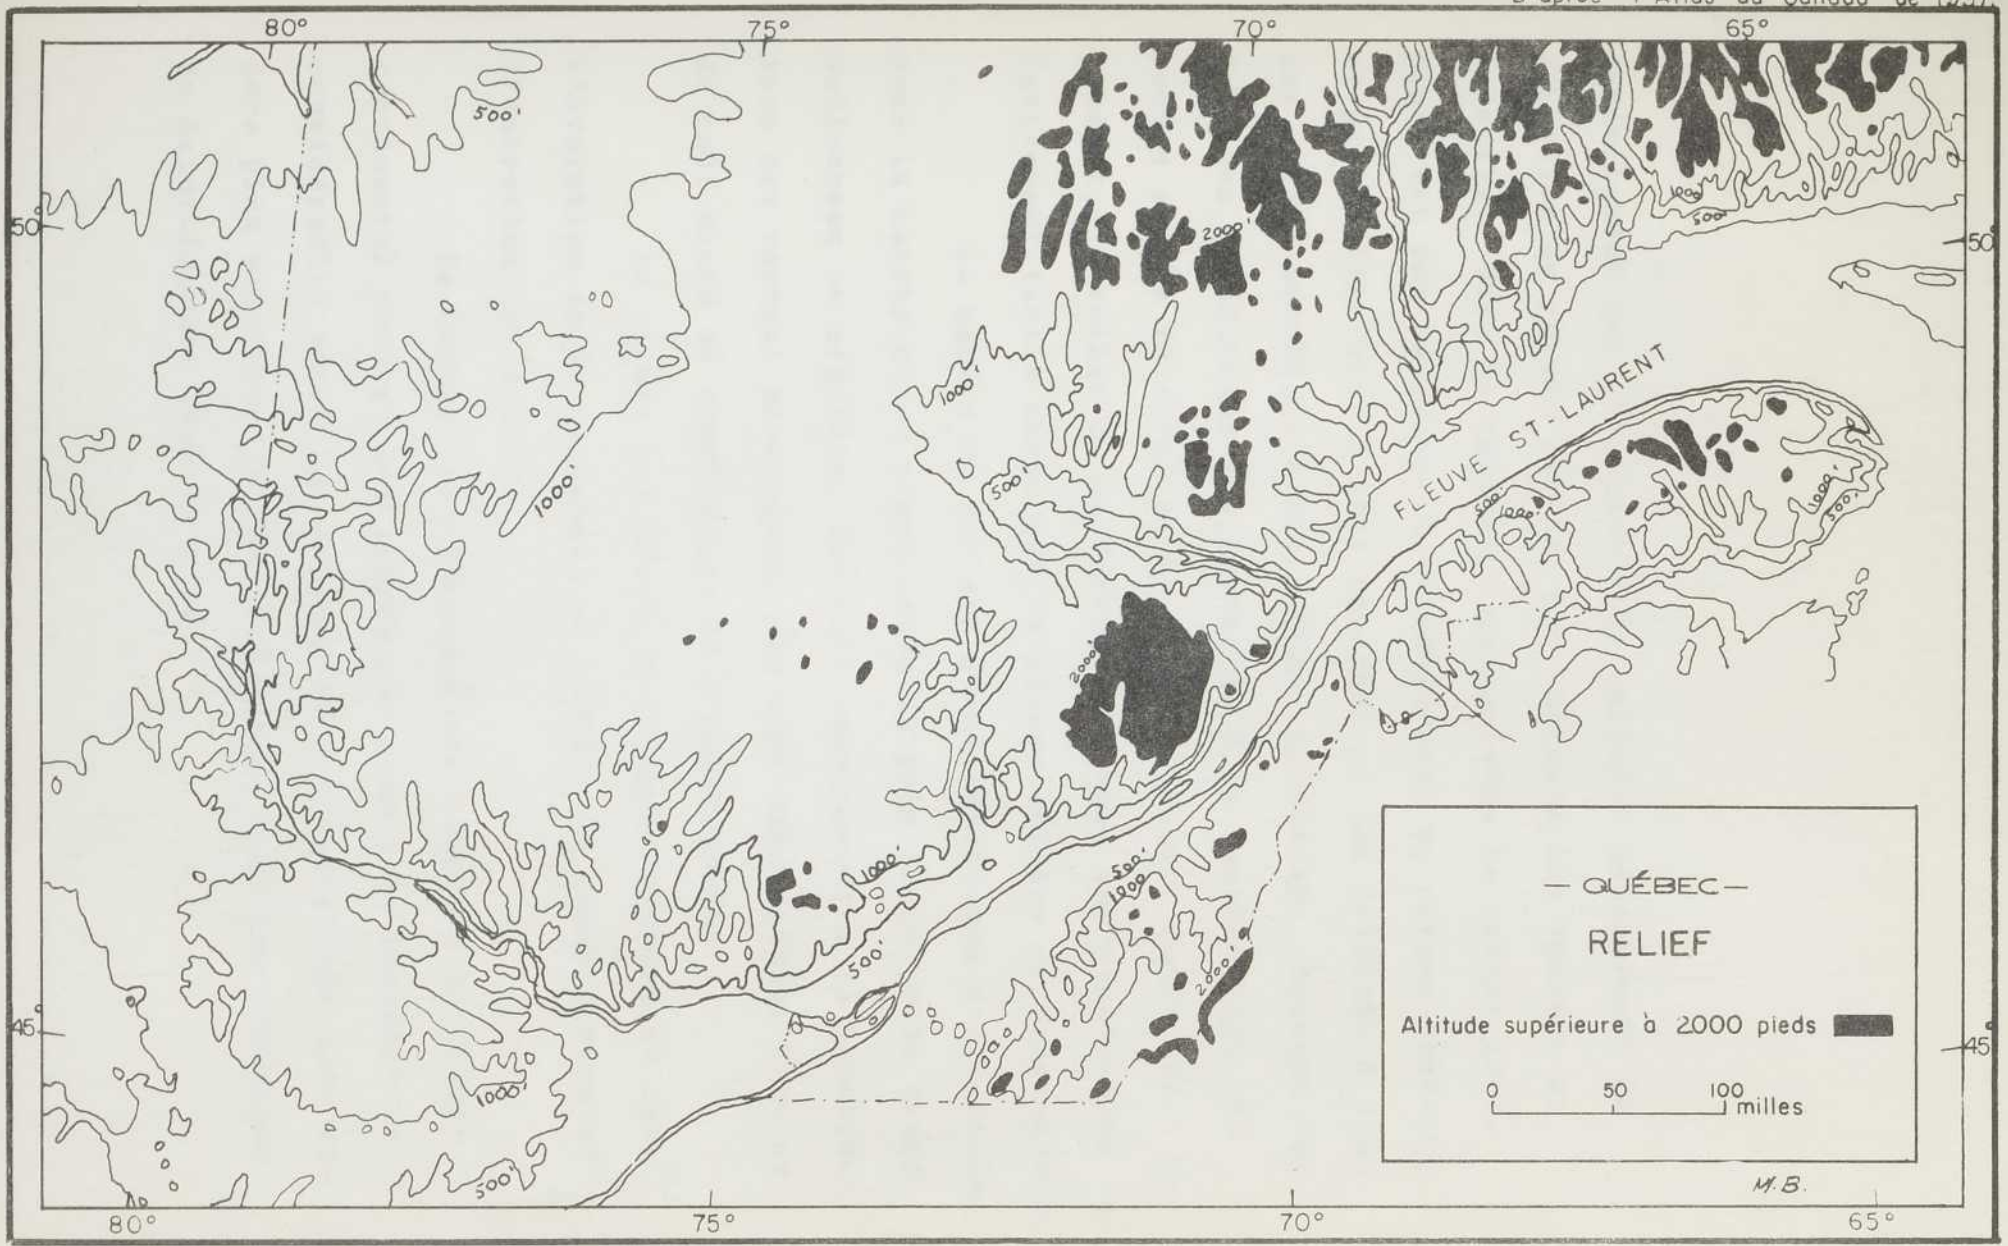 80° 75° 70° 65°
500'
50° 50°
1000'
500'
2000'
1000'
500'
1000'
FLEUVE ST-LAURENT
500'
1000'
1000'
500'
2000'
1000'
500'
500'
1000'
2000'
45° 45°
1000'
500'
— QUÉBEC —
RELIEF
Altitude supérieure à 2000 pieds
0 50 100
milles
M.B.
80° 75° 70° 65°